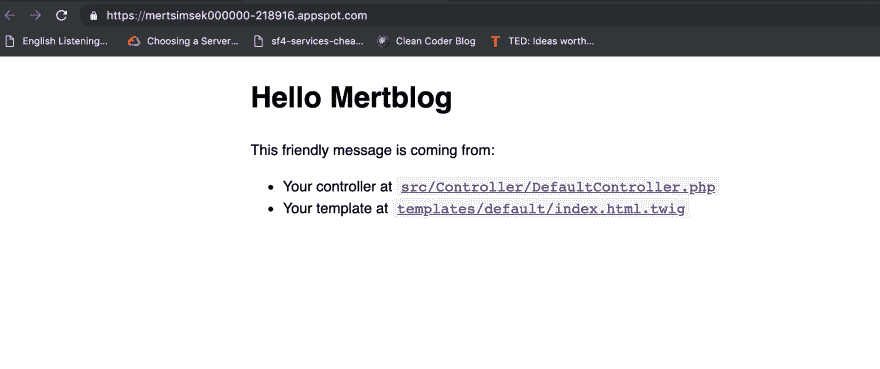 https://mertsimsek000000-218916.appspot.com
English Listening... Choosing a Server... sf4-services-chea... Clean Coder Blog TED: Ideas worth...
Hello Mertblog
This friendly message is coming from:
• Your controller at src/Controller/DefaultController.php
• Your template at templates/default/index.html.twig